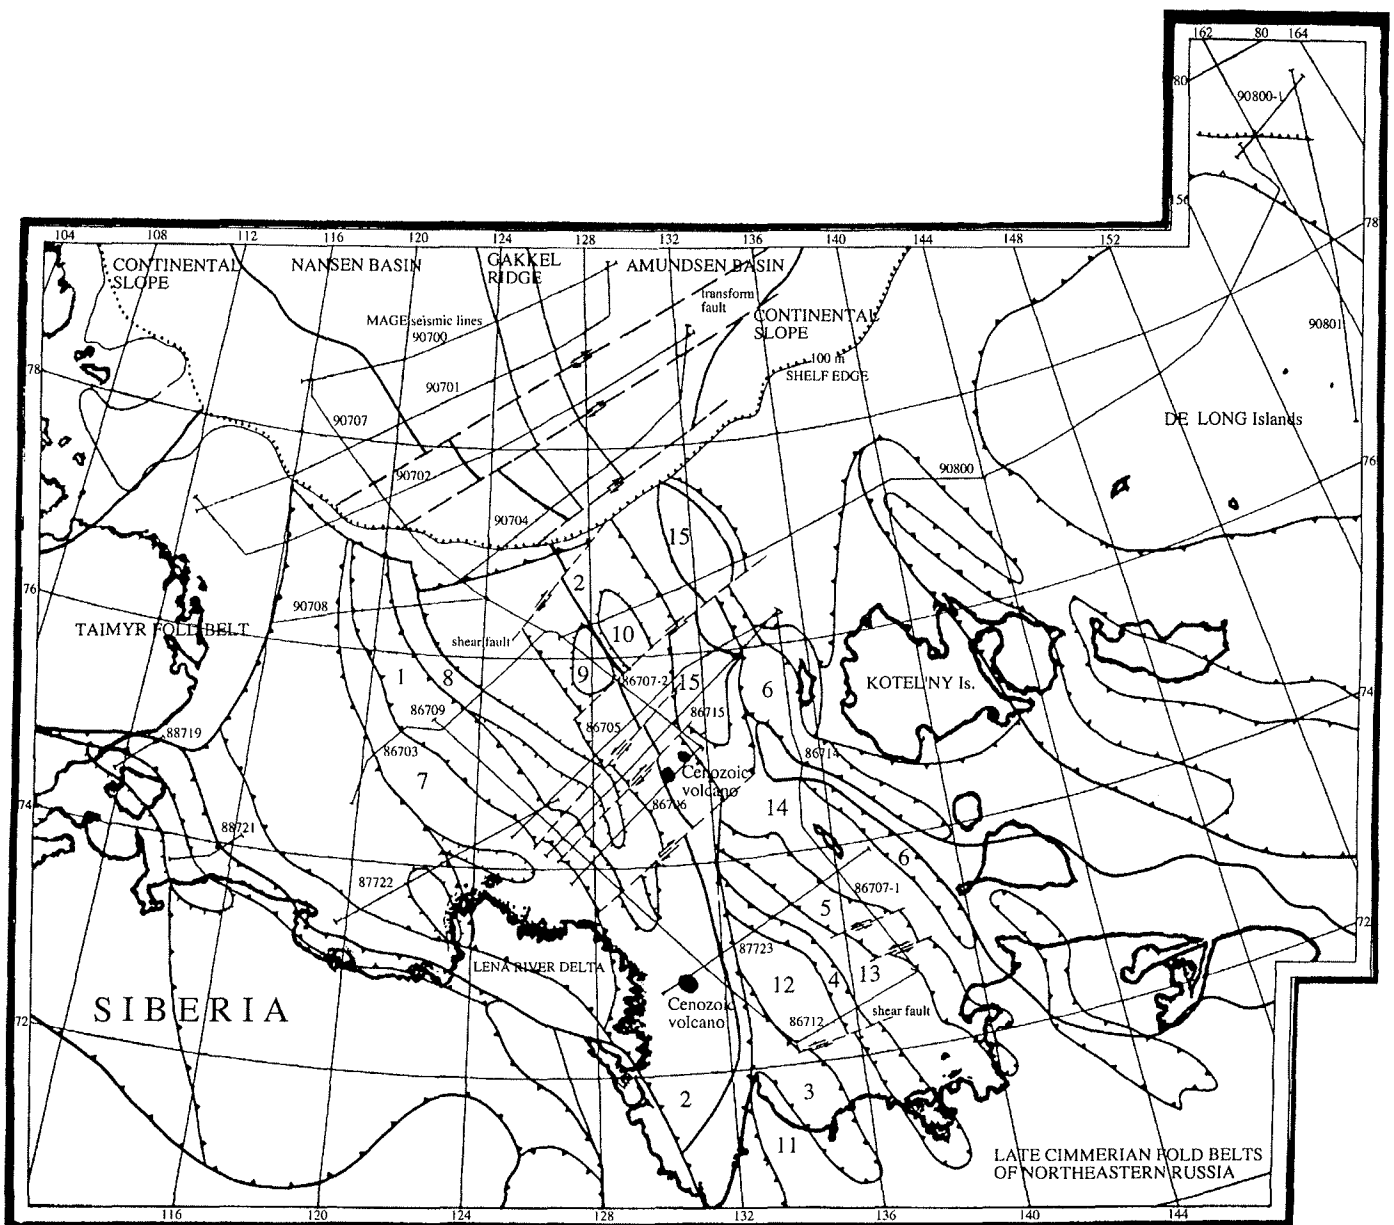 162 80 164
80
90800-1
156
78
104 108 112 116 120 124 128 132 136 140 144 148 152
CONTINENTAL
SLOPE
NANSEN BASIN
GAKKEL
RIDGE
AMUNDSEN BASIN
transform
fault
CONTINENTAL
SLOPE
MAGE seismic lines
90700
90801
100 m
SHELF EDGE
78
90701
90707
DE LONG Islands
76
90702
90800
90704
15
76
2
90708
TAIMYR FOLD BELT
shear fault
10
1
8
9
86707-2
15
6
KOTEL'NY Is.
74
86709
86715
88719
86705
86703
86714
7
Cenozoic
volcano
74
86706
14
88721
6
87722
86707-1
5
72
87723
LENA RIVER DELTA
12
4
13
SIBERIA
Cenozoic
volcano
shear fault
72
86712
2
3
11
LATE CIMMERIAN FOLD BELTS
OF NORTHEASTERN RUSSIA
116 120 124 128 132 136 140 144